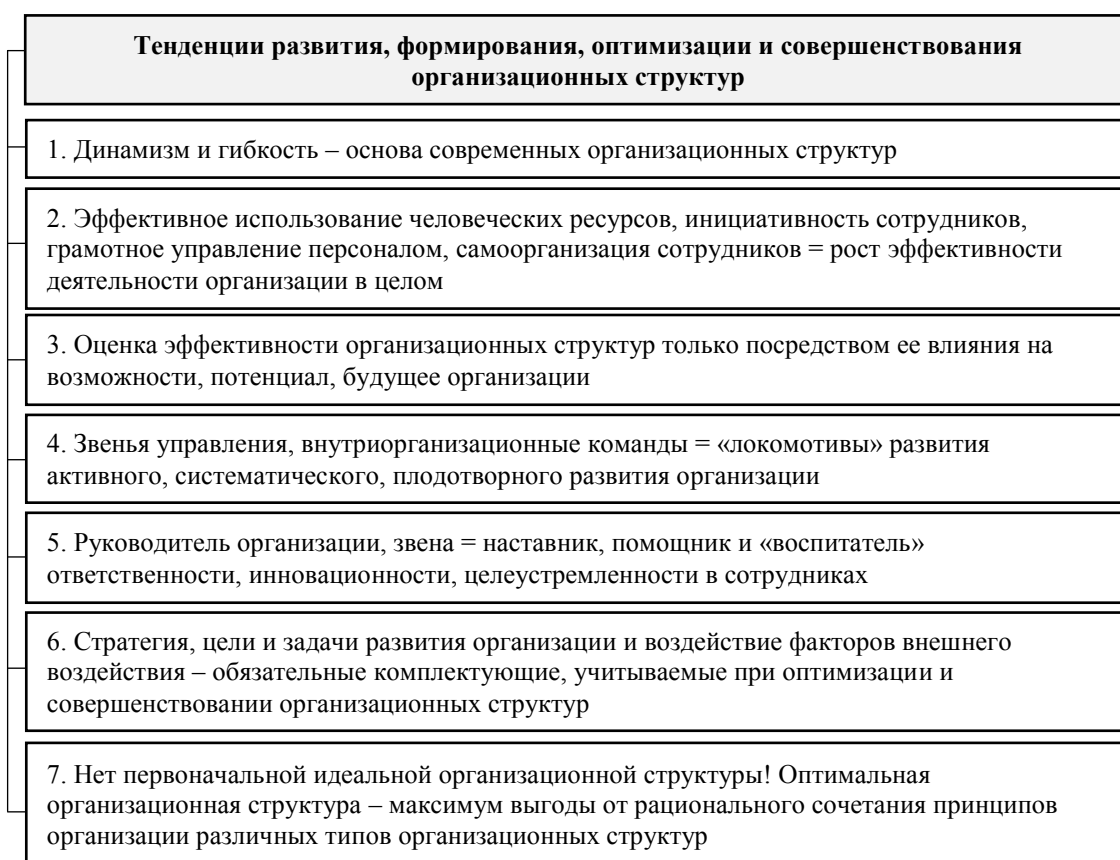 Тенденции развития, формирования, оптимизации и совершенствования
организационных структур
1. Динамизм и гибкость – основа современных организационных структур
2. Эффективное использование человеческих ресурсов, инициативность сотрудников,
грамотное управление персоналом, самоорганизация сотрудников = рост эффективности
деятельности организации в целом
3. Оценка эффективности организационных структур только посредством ее влияния на
возможности, потенциал, будущее организации
4. Звенья управления, внутриорганизационные команды = «локомотивы» развития
активного, систематического, плодотворного развития организации
5. Руководитель организации, звена = наставник, помощник и «воспитатель»
ответственности, инновационности, целеустремленности в сотрудниках
6. Стратегия, цели и задачи развития организации и воздействие факторов внешнего
воздействия – обязательные комплектующие, учитываемые при оптимизации и
совершенствовании организационных структур
7. Нет первоначальной идеальной организационной структуры! Оптимальная
организационная структура – максимум выгоды от рационального сочетания принципов
организации различных типов организационных структур